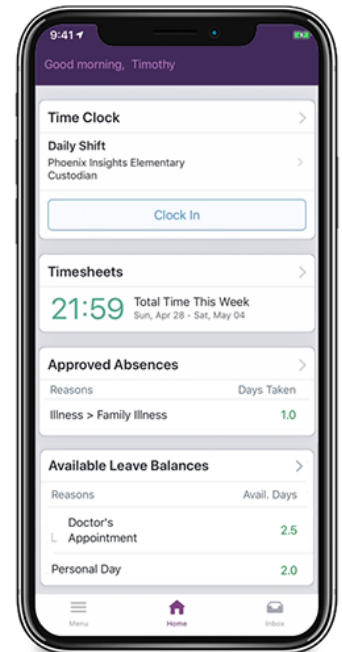 9:41
Good morning, Timothy
Time Clock
Daily Shift
Phoenix Insights Elementary
Custodian
Clock In
Timesheets
21:59 Total Time This Week
Sun, Apr 28 - Sat, May 04
Approved Absences
Reasons Days Taken
Illness > Family Illness 1.0
Available Leave Balances
Reasons Avail. Days
Doctor's
Appointment 2.5
Personal Day 2.0
Menu Home Inbox